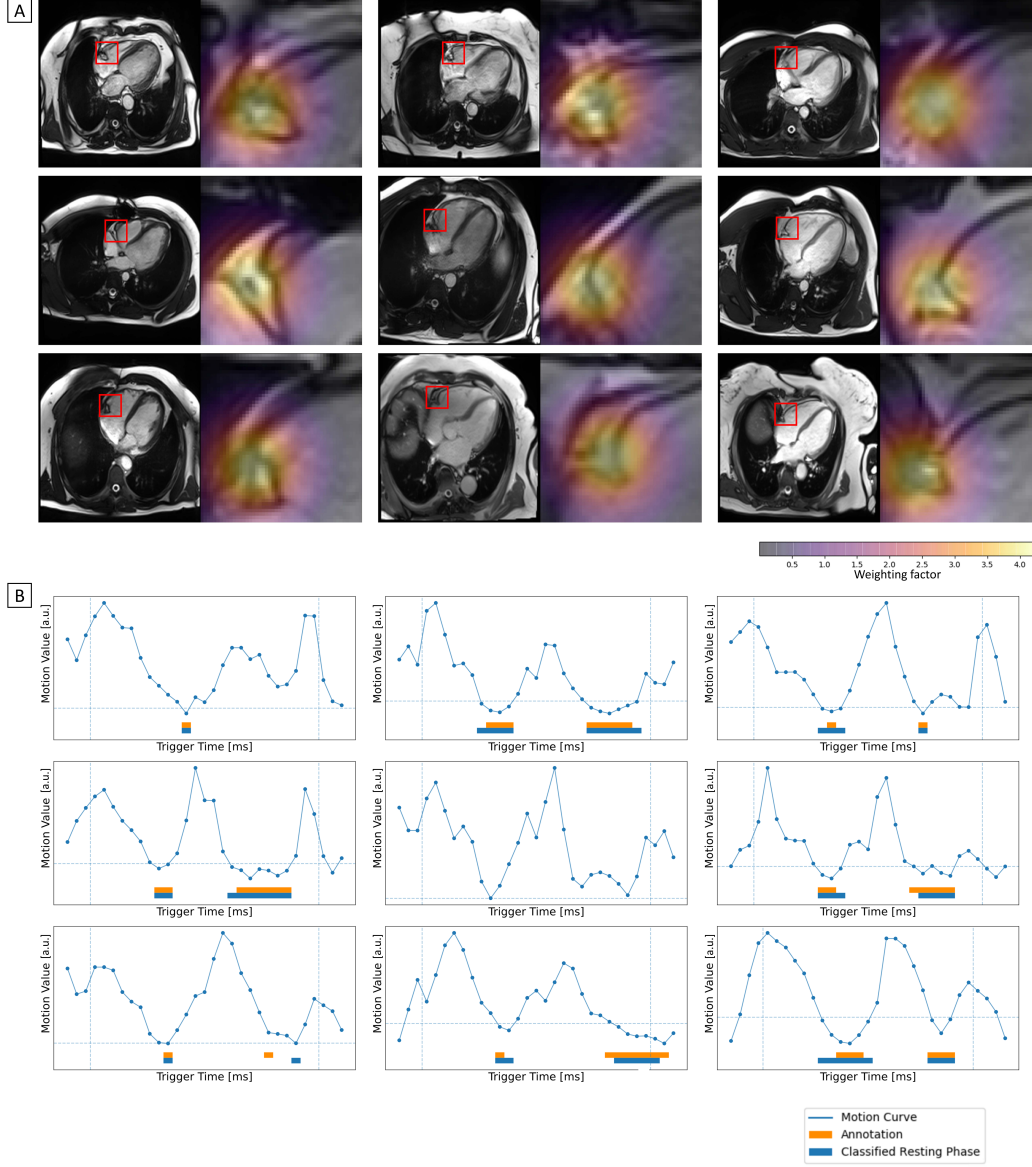 A
0.5 1.0 1.5 2.0 2.5 3.0 3.5 4.0
Weighting factor
B
Motion Value [a.u.]
Trigger Time [ms]
Motion Value [a.u.]
Trigger Time [ms]
Motion Value [a.u.]
Trigger Time [ms]
Motion Value [a.u.]
Trigger Time [ms]
Motion Value [a.u.]
Trigger Time [ms]
Motion Value [a.u.]
Trigger Time [ms]
Motion Value [a.u.]
Trigger Time [ms]
Motion Value [a.u.]
Trigger Time [ms]
Motion Value [a.u.]
Trigger Time [ms]
Motion Curve
Annotation
Classified Resting Phase